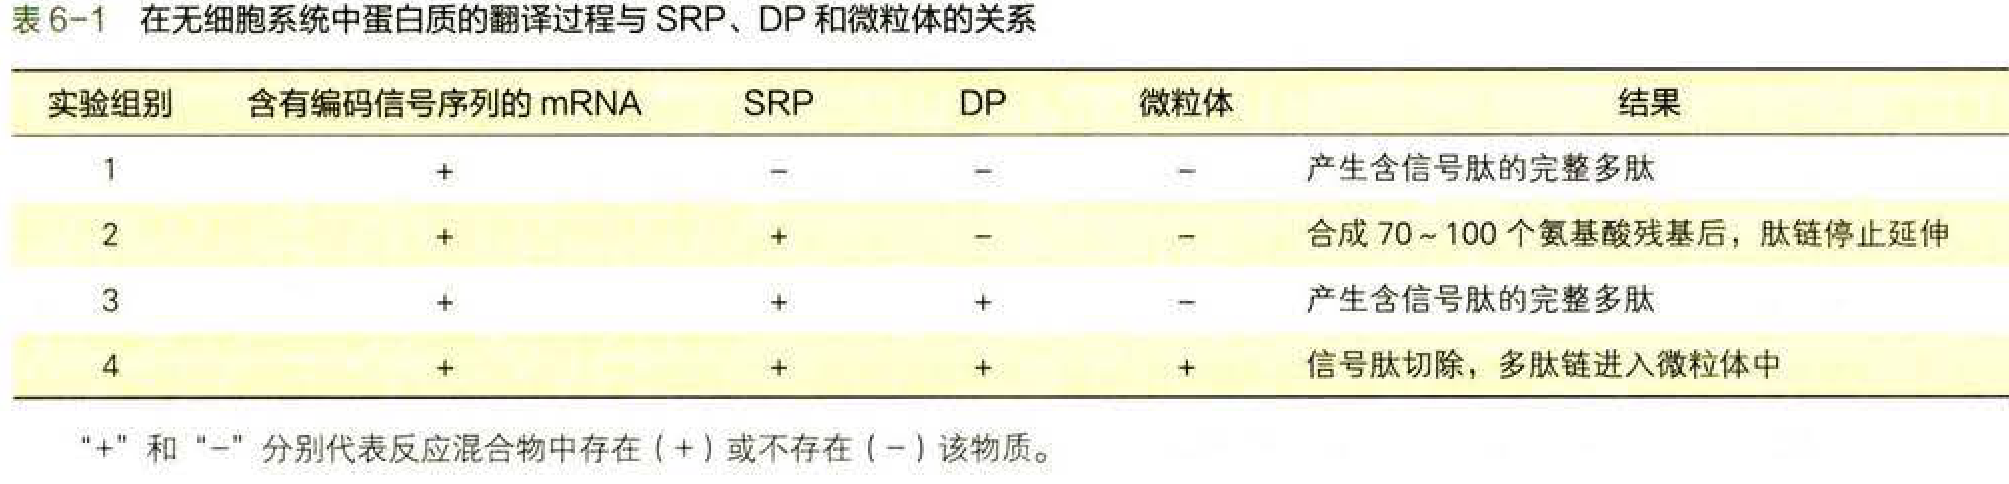 表 6-1 在无细胞系统中蛋白质的翻译过程与 SRP、DP 和微粒体的关系
实验组别 含有编码信号序列的 mRNA SRP DP 微粒体 结果
1 + − − − 产生含信号肽的完整多肽
2 + + − − 合成 70 ~ 100 个氨基酸残基后，肽链停止延伸
3 + + + − 产生含信号肽的完整多肽
4 + + + + 信号肽切除，多肽链进入微粒体中
“+”和“−”分别代表反应混合物中存在（+）或不存在（−）该物质。